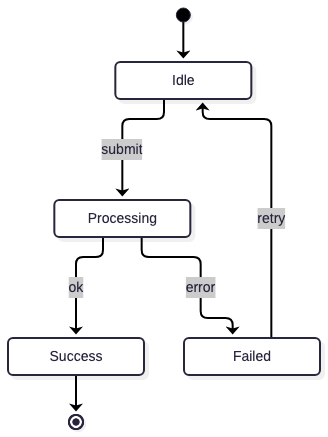 Idle
submit
Processing
retry
ok
error
Success
Failed